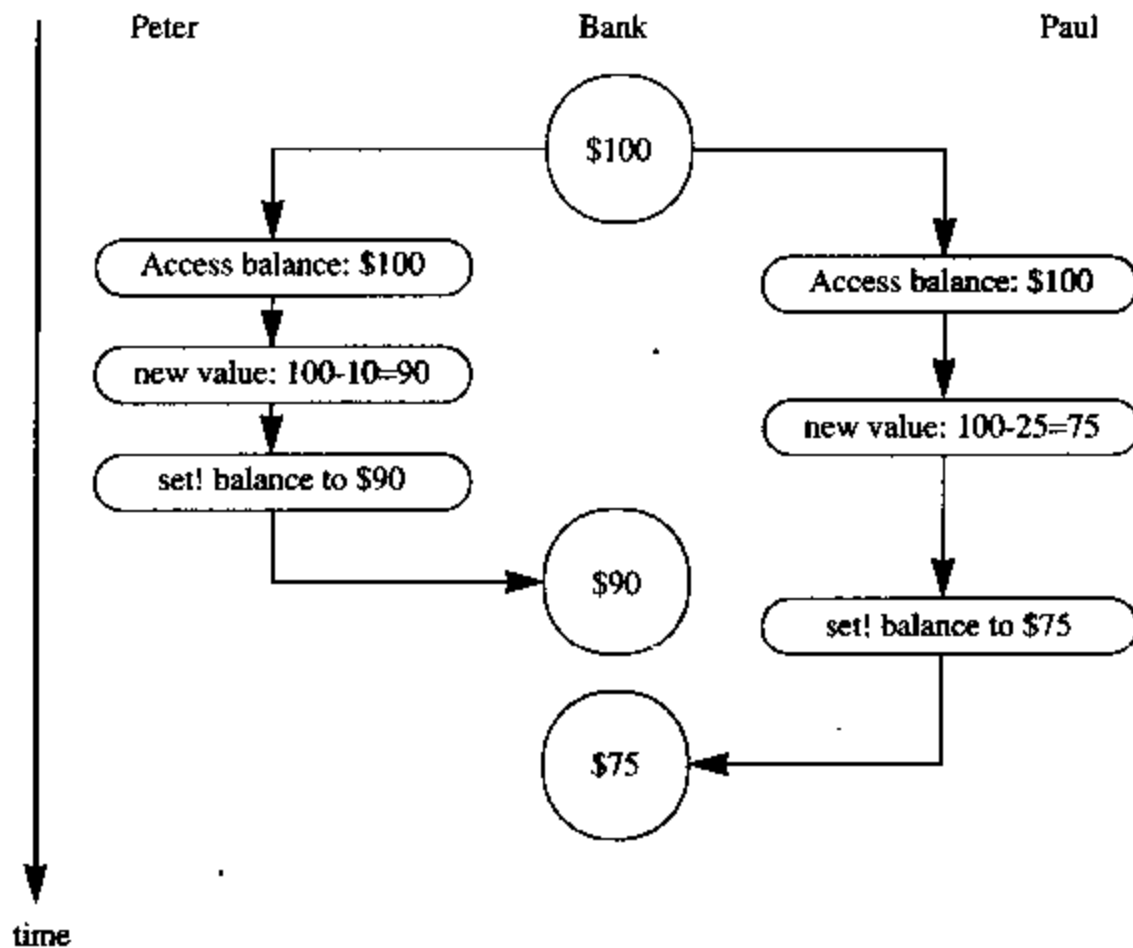 Peter
Bank
Paul
$100
Access balance: $100
Access balance: $100
new value: 100-10=90
new value: 100-25=75
set! balance to $90
$90
set! balance to $75
$75
time